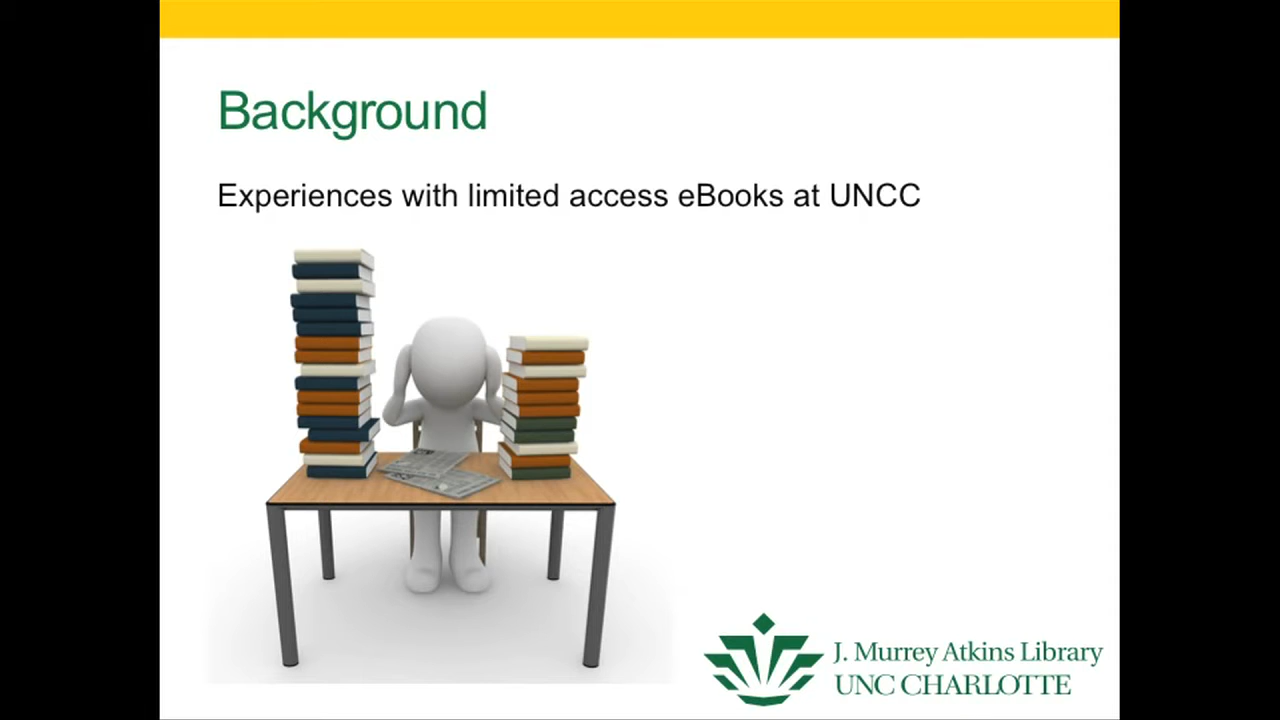 Background
Experiences with limited access eBooks at UNCC
J. Murrey Atkins Library
UNC CHARLOTTE